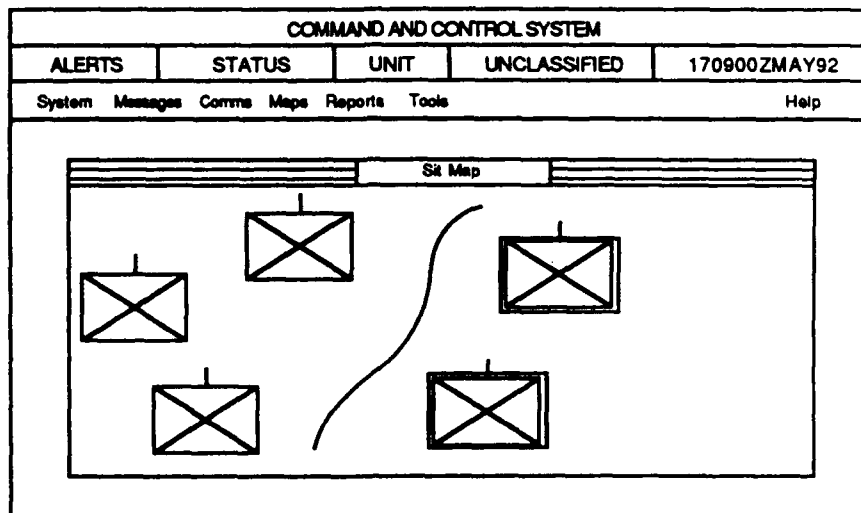 COMMAND AND CONTROL SYSTEM
ALERTS STATUS UNIT UNCLASSIFIED 170900ZMAY92
System Messages Comms Maps Reports Tools Help
Sit Map